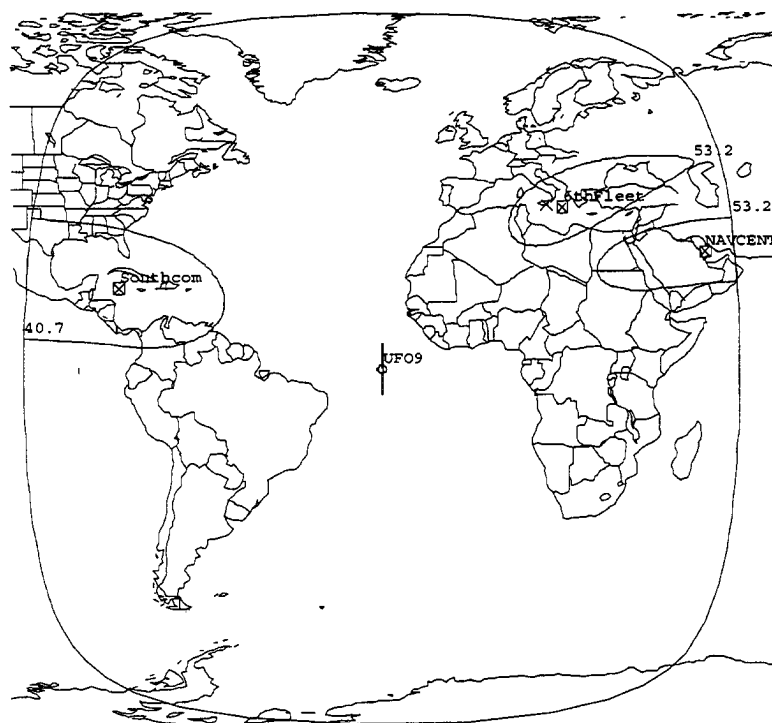 53.2
6thFleet
53.2
NAVCENT
Southcom
40.7
UFO9